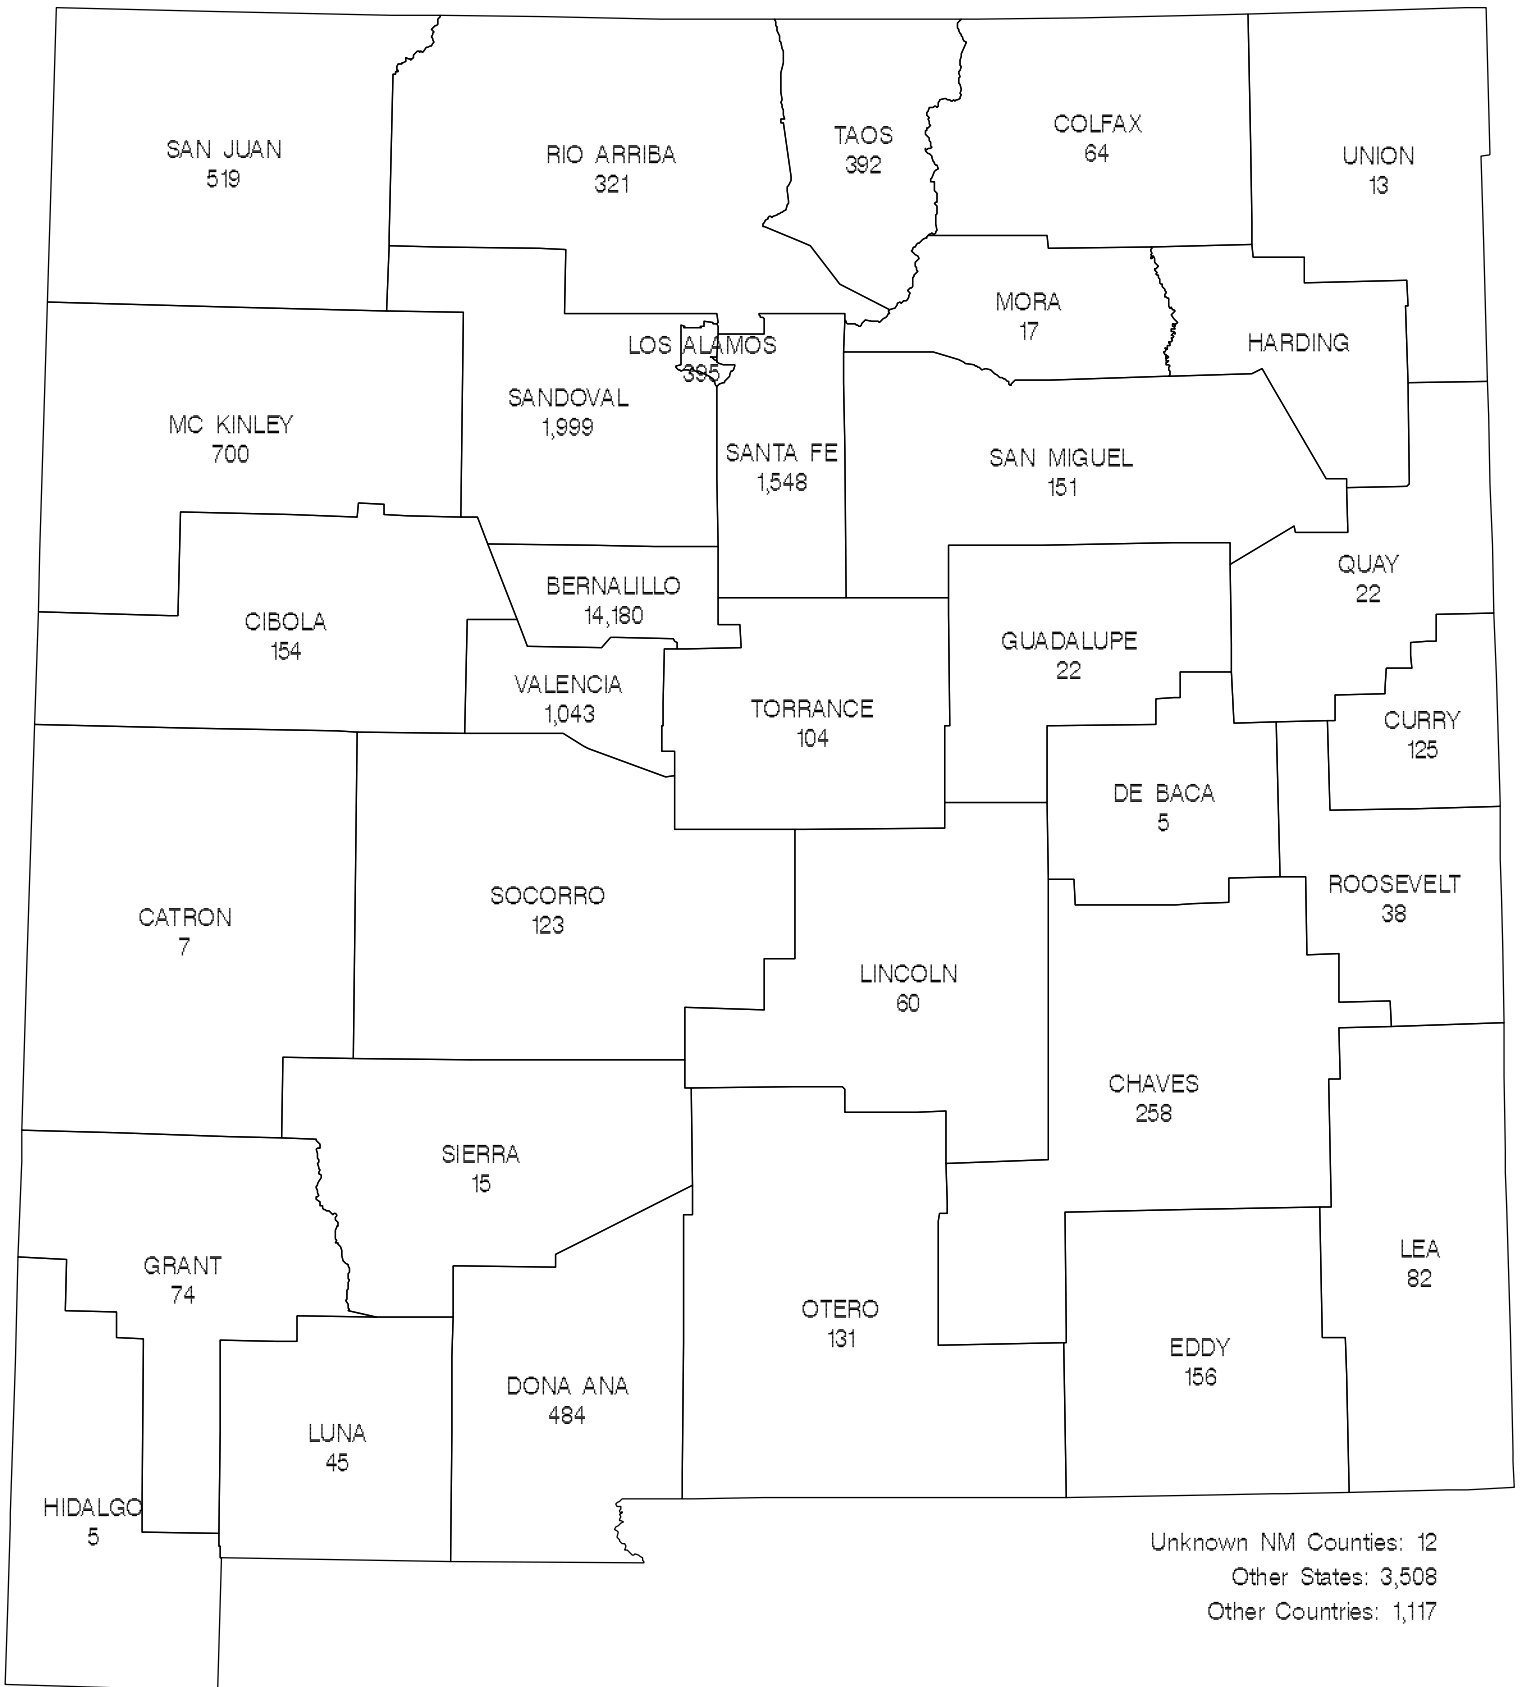 SAN JUAN
519
RIO ARRIBA
321
TAOS
392
COLFAX
64
UNION
13
MORA
17
HARDING
LOS ALAMOS
395
SANDOVAL
1,999
MC KINLEY
700
SANTA FE
1,548
SAN MIGUEL
151
QUAY
22
BERNALILLO
14,180
CIBOLA
154
GUADALUPE
22
VALENCIA
1,043
TORRANCE
104
CURRY
125
DE BACA
5
ROOSEVELT
38
SOCORRO
123
CATRON
7
LINCOLN
60
CHAVES
258
SIERRA
15
GRANT
74
LEA
82
OTERO
131
EDDY
156
DONA ANA
484
LUNA
45
HIDALGO
5
Unknown NM Counties: 12
Other States: 3,508
Other Countries: 1,117